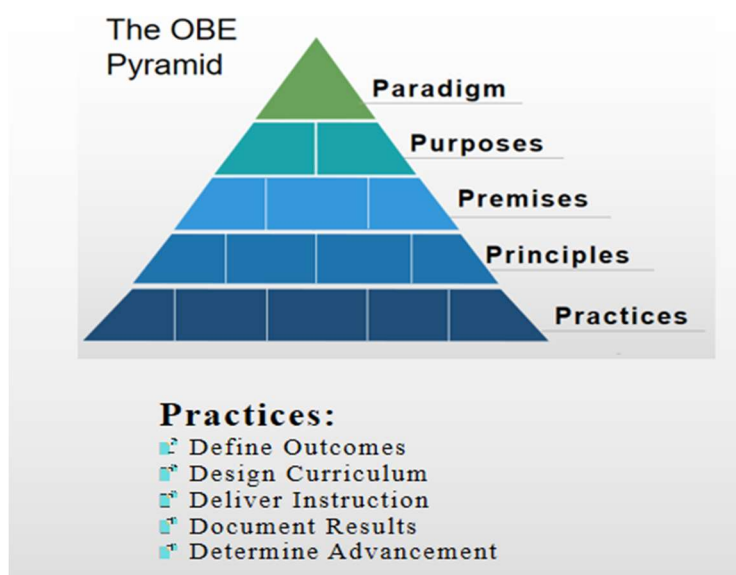 The OBE
Pyramid
Paradigm
Purposes
Premises
Principles
Practices
Practices:
Define Outcomes
Design Curriculum
Deliver Instruction
Document Results
Determine Advancement